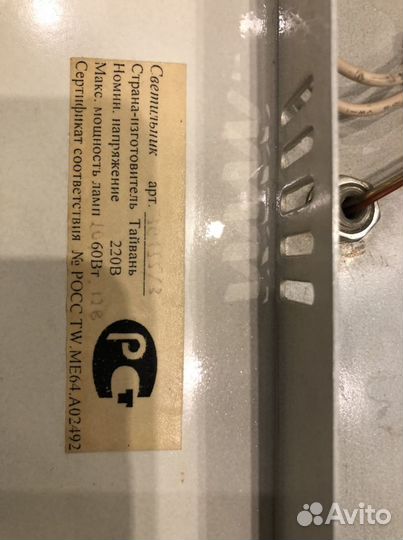 Светильник арт.
Страна-изготовитель Тайвань
Номин. напряжение 220В
Макс. мощность ламп 60Вт
Сертификат соответствия № РОСС TW.ME64.A02492
РСТ
Avito